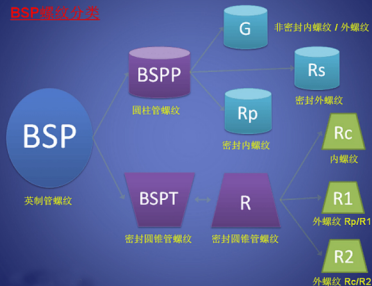 BSP螺纹分类
G
非密封内螺纹 / 外螺纹
BSPP
圆柱管螺纹
Rs
密封外螺纹
Rp
密封内螺纹
BSP
英制管螺纹
Rc
内螺纹
BSPT
密封圆锥管螺纹
R
密封圆锥管螺纹
R1
外螺纹 Rp/R1
R2
外螺纹 Rc/R2